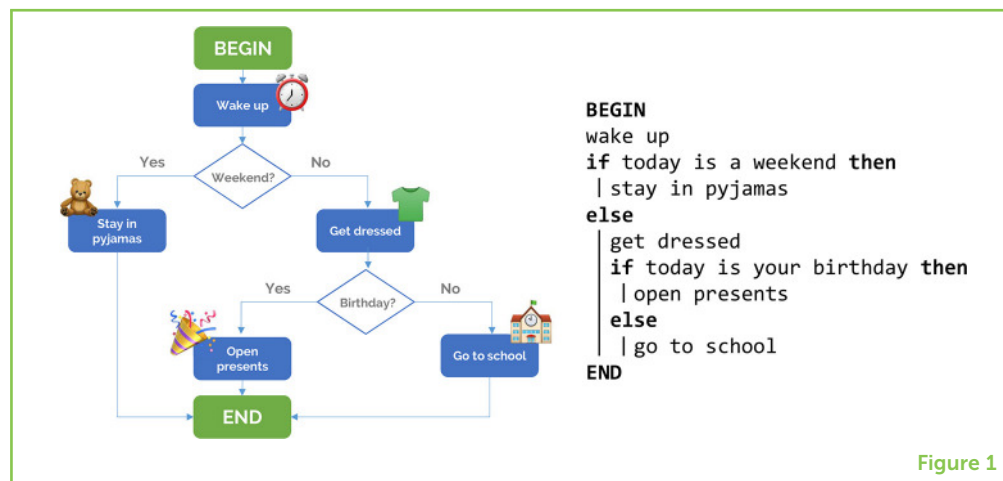 BEGIN
Wake up
Yes
No
Weekend?
Stay in
pyjamas
Get dressed
Yes
No
Birthday?
Open
presents
Go to school
END
BEGIN
wake up
if today is a weekend then
stay in pyjamas
else
get dressed
if today is your birthday then
open presents
else
go to school
END
Figure 1